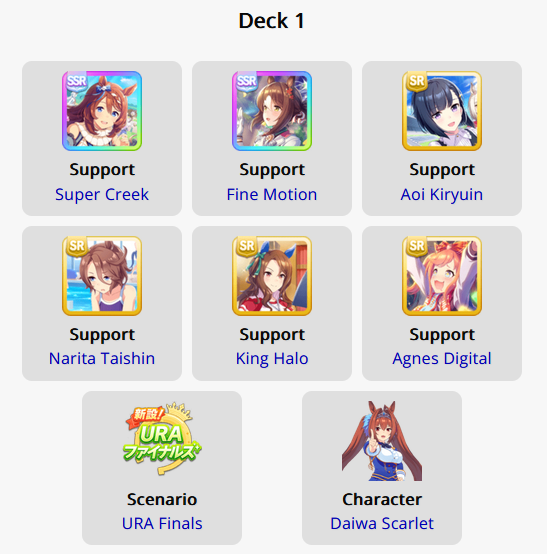 Deck 1
SSR
SSR
SR
Support
Support
Support
Super Creek
Fine Motion
Aoi Kiryuin
SR
SR
SR
Support
Support
Support
Narita Taishin
King Halo
Agnes Digital
新設!
URA
ファイナルズ
Scenario
Character
URA Finals
Daiwa Scarlet